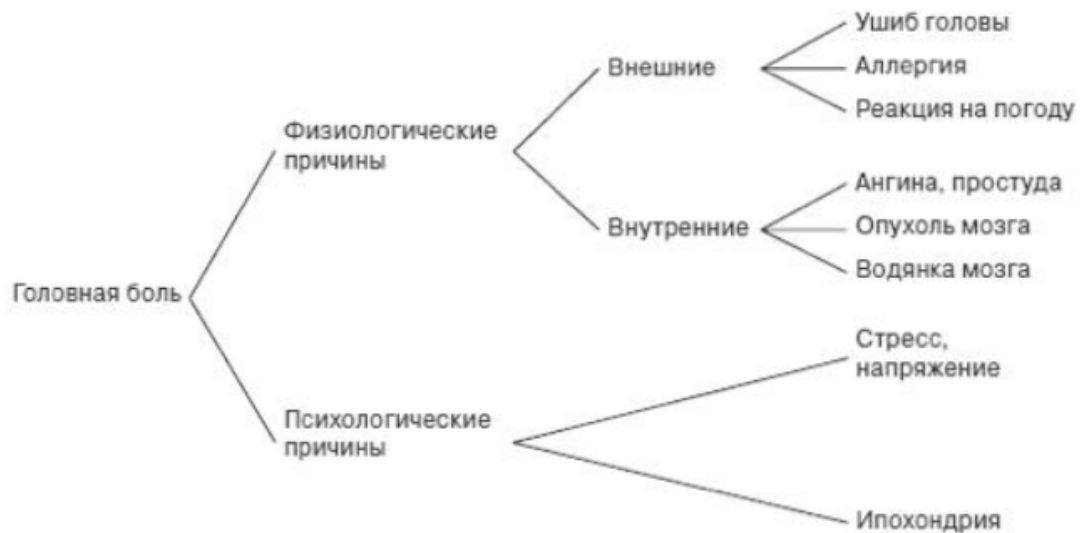 Ушиб головы
Внешние
Аллергия
Реакция на погоду
Физиологические
причины
Ангина, простуда
Внутренние
Опухоль мозга
Водянка мозга
Головная боль
Стресс,
напряжение
Психологические
причины
Ипохондрия